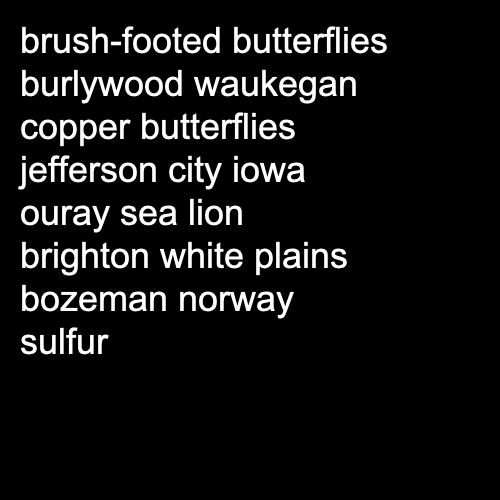 brush-footed butterflies
burlywood waukegan
copper butterflies
jefferson city iowa
ouray sea lion
brighton white plains
bozeman norway
sulfur